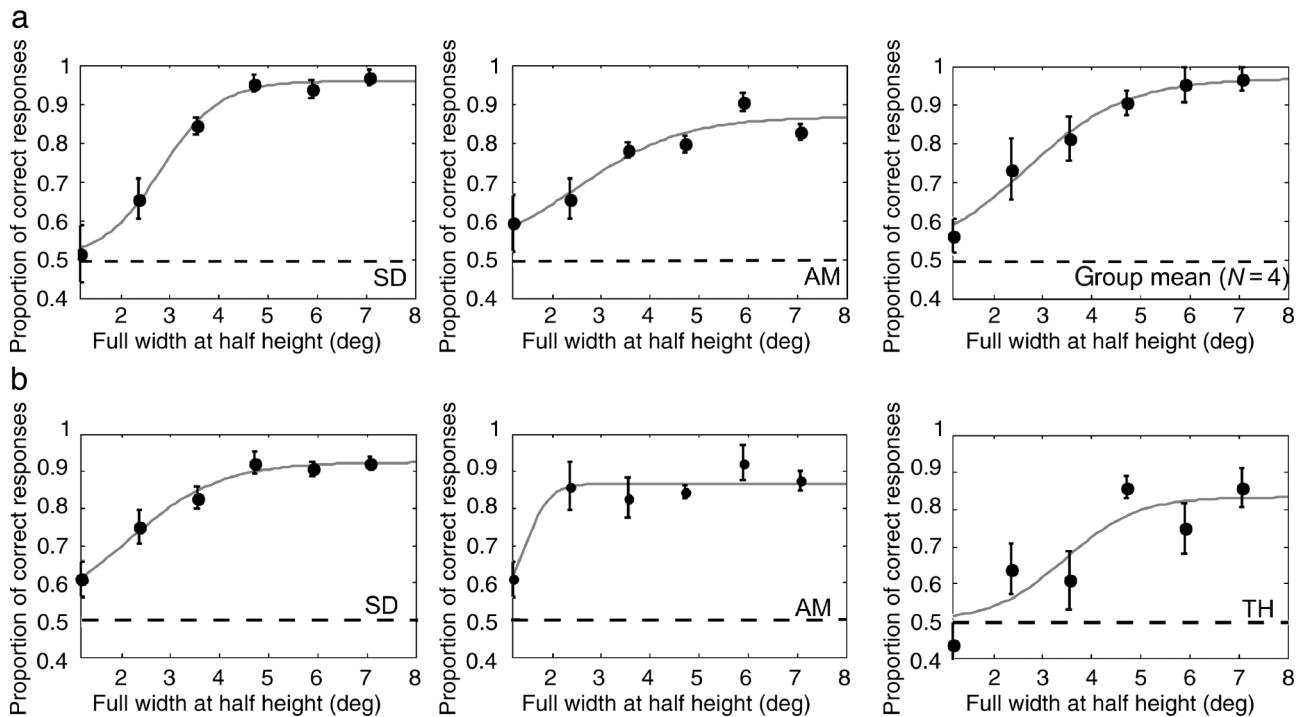 a
Proportion of correct responses
1
0.9
0.8
0.7
0.6
0.5
0.4
SD
2 3 4 5 6 7 8
Full width at half height (deg)
Proportion of correct responses
1
0.9
0.8
0.7
0.6
0.5
0.4
AM
2 3 4 5 6 7 8
Full width at half height (deg)
Proportion of correct responses
1
0.9
0.8
0.7
0.6
0.5
0.4
Group mean (N = 4)
2 3 4 5 6 7 8
Full width at half height (deg)
b
Proportion of correct responses
1
0.9
0.8
0.7
0.6
0.5
0.4
SD
2 3 4 5 6 7 8
Full width at half height (deg)
Proportion of correct responses
1
0.9
0.8
0.7
0.6
0.5
0.4
AM
2 3 4 5 6 7 8
Full width at half height (deg)
Proportion of correct responses
1
0.9
0.8
0.7
0.6
0.5
0.4
TH
2 3 4 5 6 7 8
Full width at half height (deg)